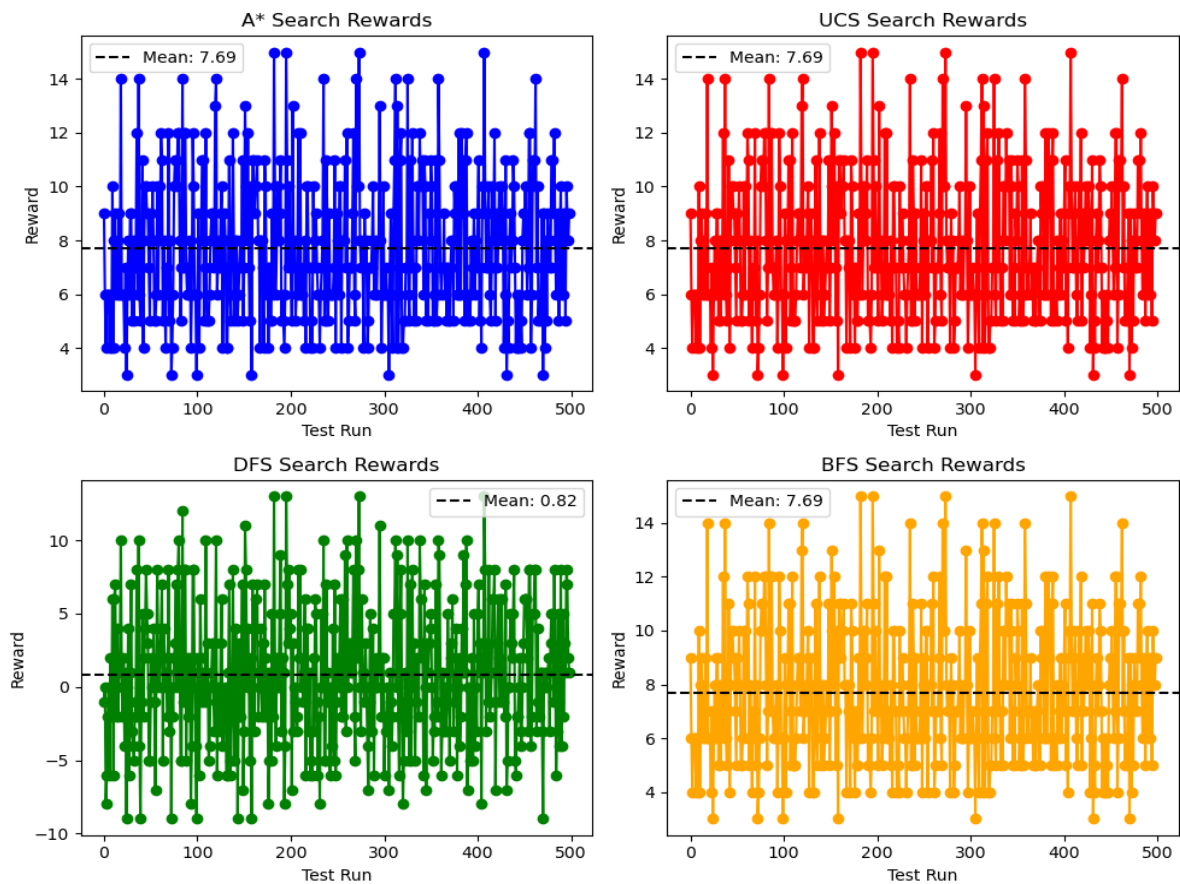 A* Search Rewards
Mean: 7.69
Reward
14
12
10
8
6
4
0 100 200 300 400 500
Test Run
UCS Search Rewards
Mean: 7.69
Reward
14
12
10
8
6
4
0 100 200 300 400 500
Test Run
DFS Search Rewards
Mean: 0.82
Reward
10
5
0
−5
−10
0 100 200 300 400 500
Test Run
BFS Search Rewards
Mean: 7.69
Reward
14
12
10
8
6
4
0 100 200 300 400 500
Test Run